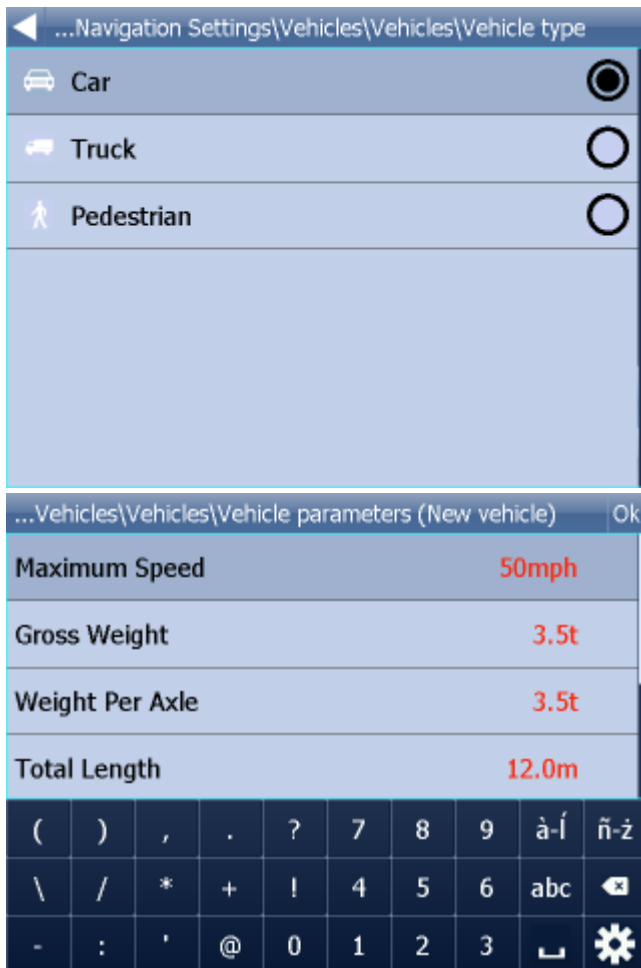 ...Navigation Settings\Vehicles\Vehicles\Vehicle type
Car
Truck
Pedestrian
...Vehicles\Vehicles\Vehicle parameters (New vehicle) Ok
Maximum Speed 50mph
Gross Weight 3.5t
Weight Per Axle 3.5t
Total Length 12.0m
( ) , . ? 7 8 9 à-Í ñ-ż
\ / * + ! 4 5 6 abc
- : ' @ 0 1 2 3